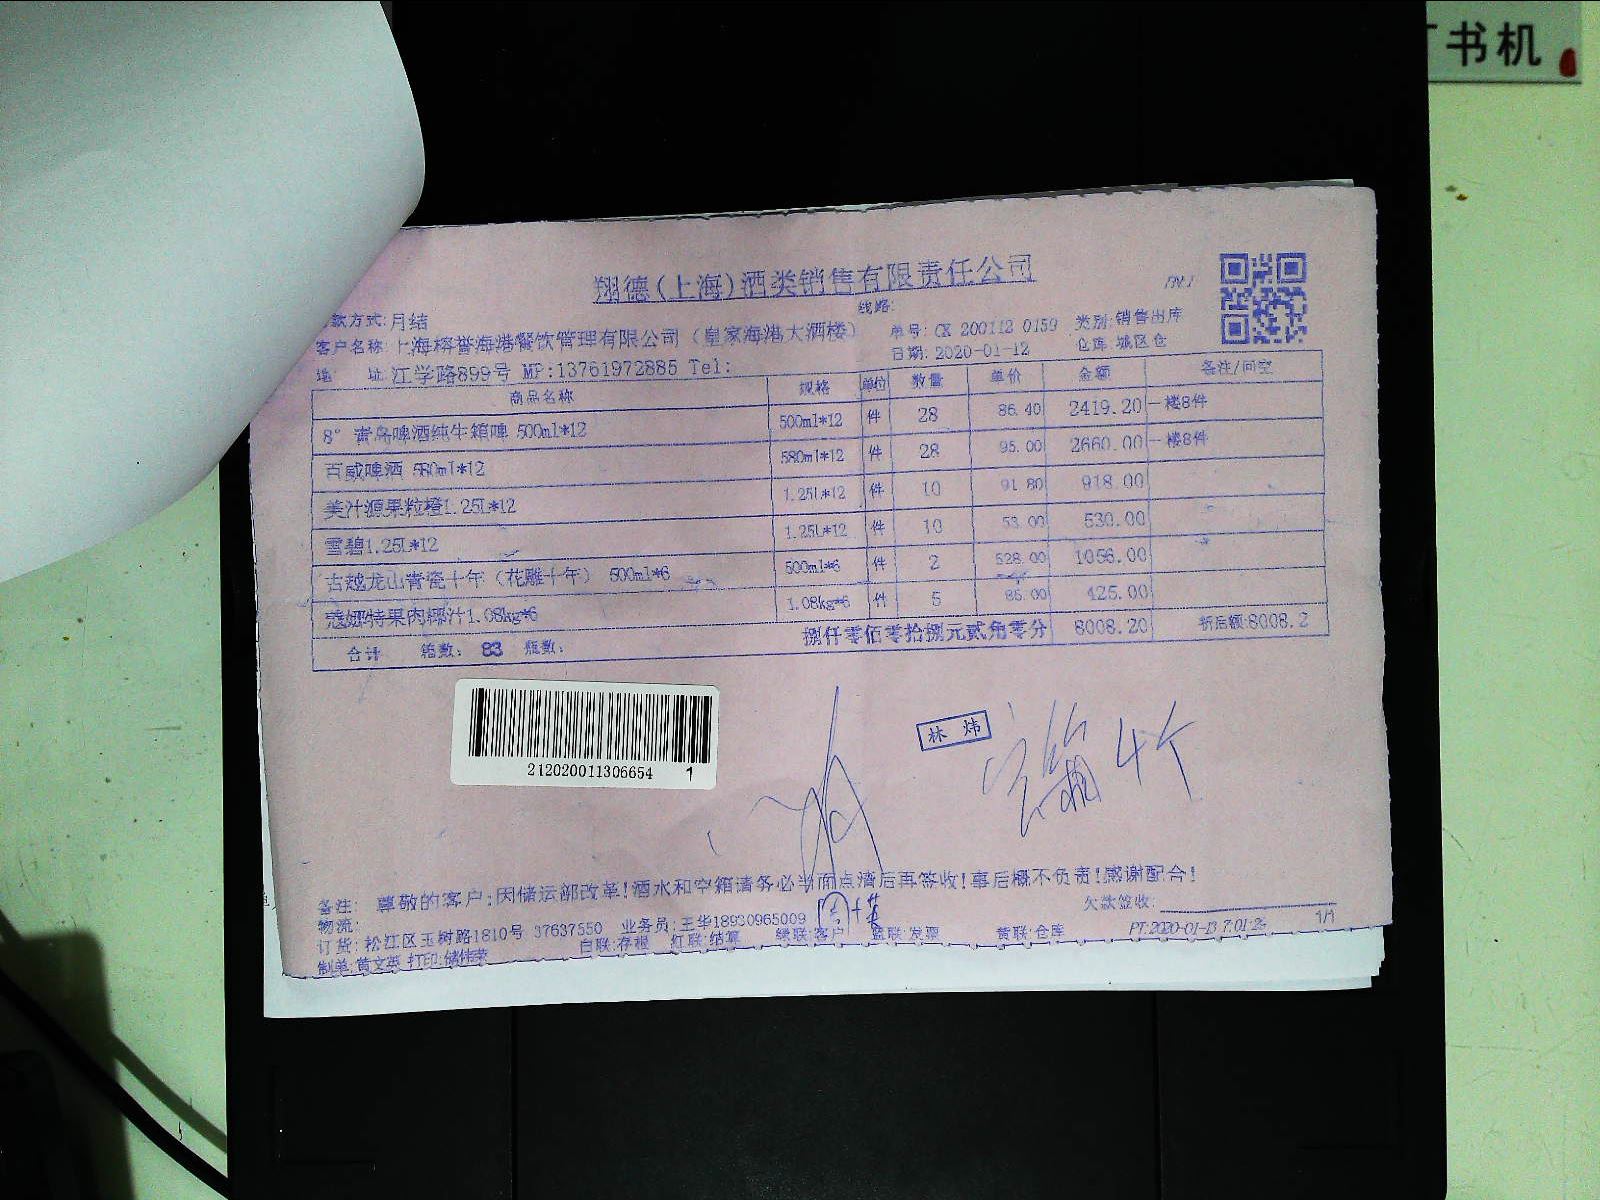 书机
翔德(上海)酒类销售有限责任公司
线路:
款方式:月结
客户名称:上海榕誉海港餐饮管理有限公司（皇家海港大酒楼） 单号: CK 200112 0159 类别:销售出库
地 址:江学路899号 MP:13761972885 Tel: 日期: 2020-01-12 仓库:城区仓
商品名称 规格 单位 数量 单价 金额 备注/回空
8° 青岛啤酒纯生箱啤 500ml*12 500ml*12 件 28 86.40 2419.20 一楼8件
百威啤酒 580ml*12 580ml*12 件 28 95.00 2660.00 一楼8件
美汁源果粒橙1.25L*12 1.25L*12 件 10 91.80 918.00
雪碧1.25L*12 1.25L*12 件 10 53.00 530.00
古越龙山青瓷十年（花雕十年） 500ml*6 500ml*6 件 2 528.00 1056.00
蔻娜特果肉椰汁1.08kg*6 1.08kg*6 件 5 85.00 425.00
合计 箱数: 83 瓶数: 捌仟零佰零拾捌元贰角零分 8008.20 折后额:8008.2
212020011306654 1
林 炜
空箱4个
备注: 尊敬的客户:因储运部改革!酒水和空箱请务必当面点清后再签收!事后概不负责!感谢配合!
物流: 欠款签收:
订货:松江区玉树路1810号 37637550 业务员:王华18930965009
制单:黄文英 打印:储伟荣 白联:存根 红联:结算 绿联:客户 蓝联:发票 黄联:仓库 PT:2020-01-13 7:01:26 1/1